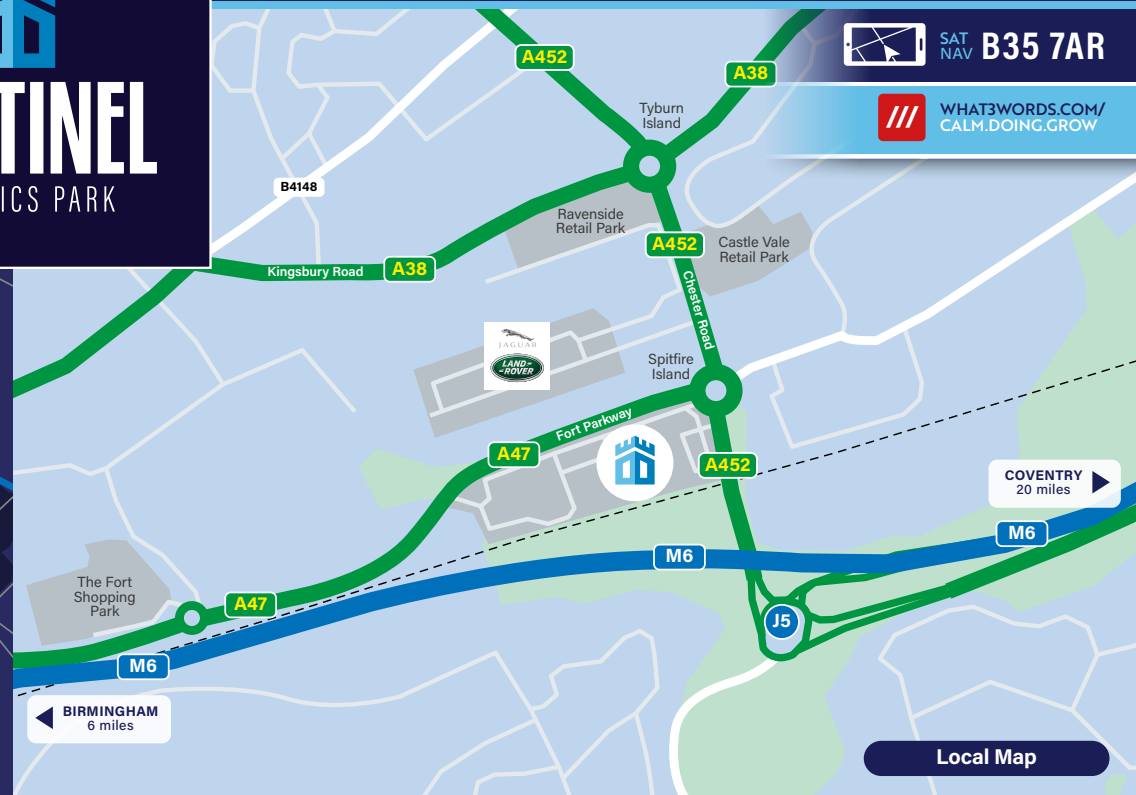 TINEL
ICS PARK
SAT
NAV
B35 7AR
WHAT3WORDS.COM/
CALM.DOING.GROW
A452
A38
Tyburn
Island
B4148
Ravenside
Retail Park
A452
Castle Vale
Retail Park
Kingsbury Road
A38
Chester Road
JAGUAR
LAND-
-ROVER
Spitfire
Island
Fort Parkway
A47
A452
COVENTRY
20 miles
M6
M6
The Fort
Shopping
Park
A47
J5
M6
BIRMINGHAM
6 miles
Local Map